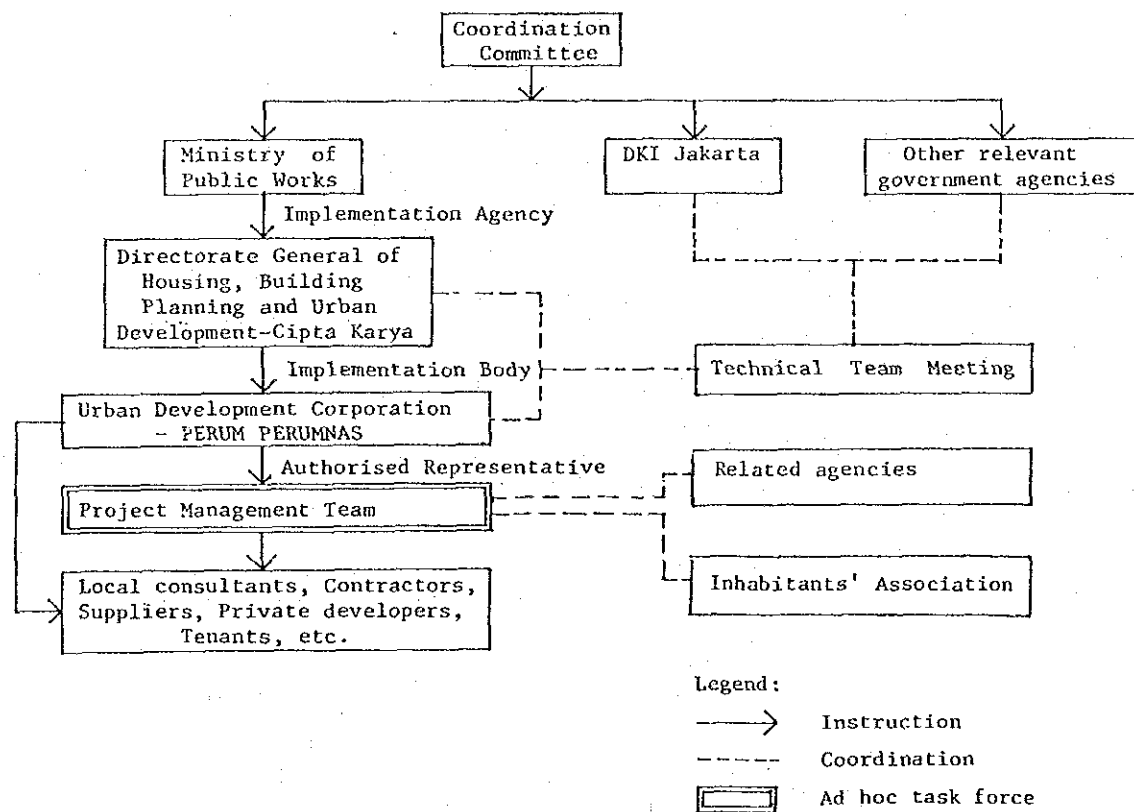 Coordination
Committee
Ministry of
Public Works
DKI Jakarta
Other relevant
government agencies
Implementation Agency
Directorate General of
Housing, Building
Planning and Urban
Development-Cipta Karya
Implementation Body
Technical Team Meeting
Urban Development Corporation
- PERUM PERUMNAS
Authorised Representative
Related agencies
Project Management Team
Local consultants, Contractors,
Suppliers, Private developers,
Tenants, etc.
Inhabitants' Association
Legend:
Instruction
Coordination
Ad hoc task force